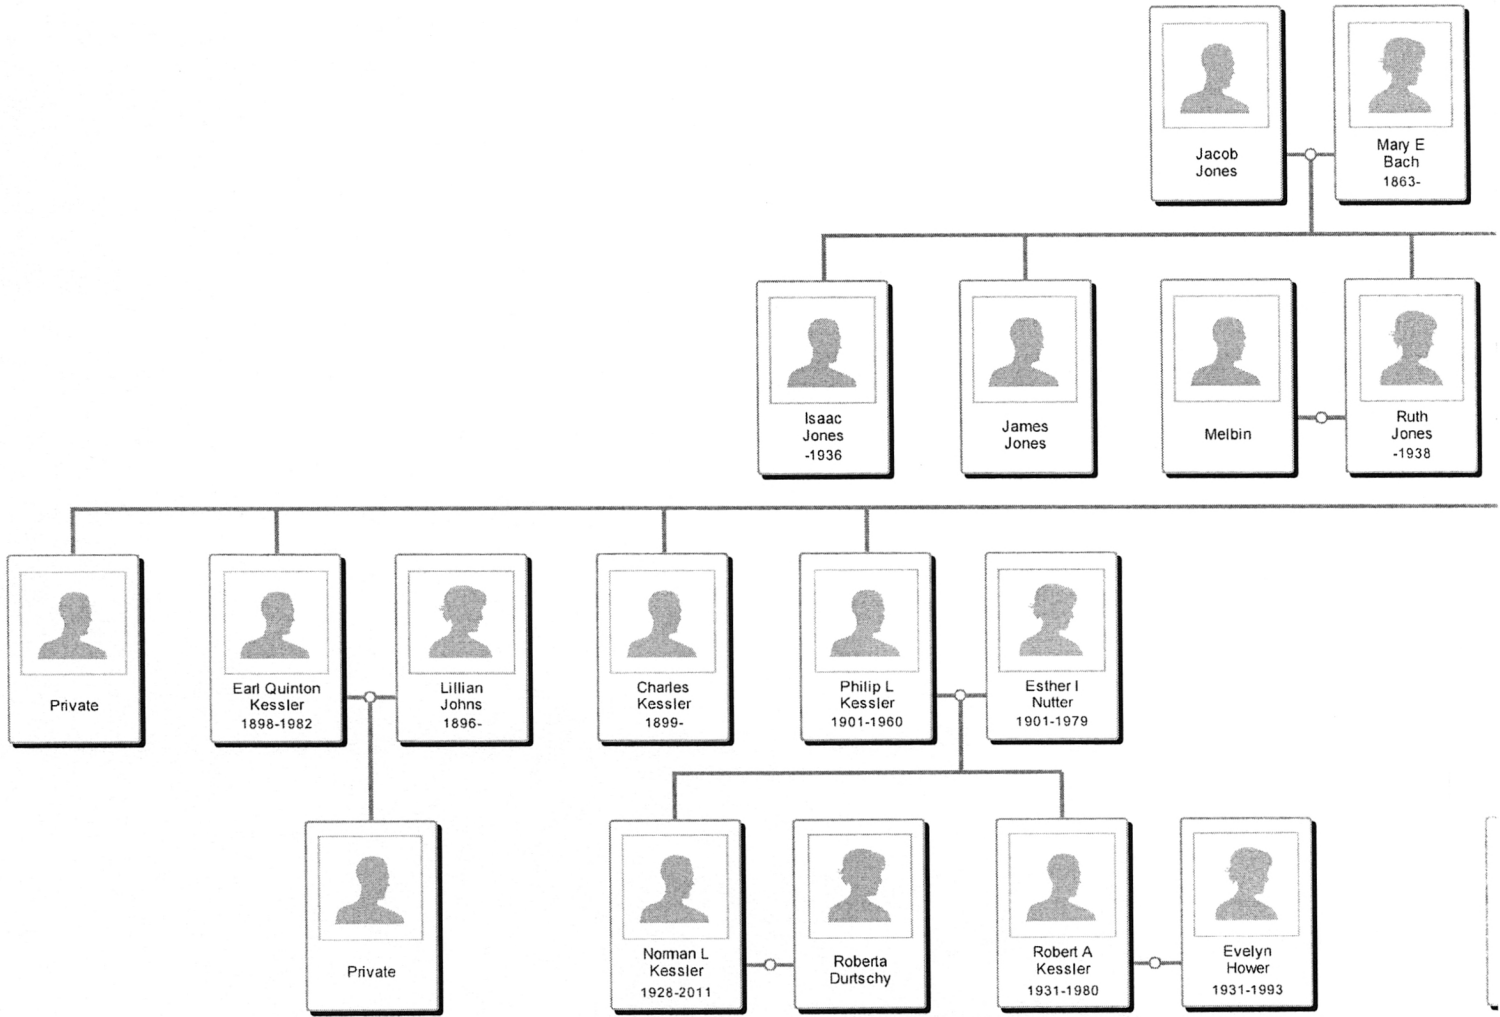 Jacob
Jones
Mary E
Bach
1863-
Isaac
Jones
-1936
James
Jones
Melbin
Ruth
Jones
-1938
Private
Earl Quinton
Kessler
1898-1982
Lillian
Johns
1896-
Charles
Kessler
1899-
Philip L
Kessler
1901-1960
Esther I
Nutter
1901-1979
Private
Norman L
Kessler
1928-2011
Roberta
Durtschy
Robert A
Kessler
1931-1980
Evelyn
Hower
1931-1993